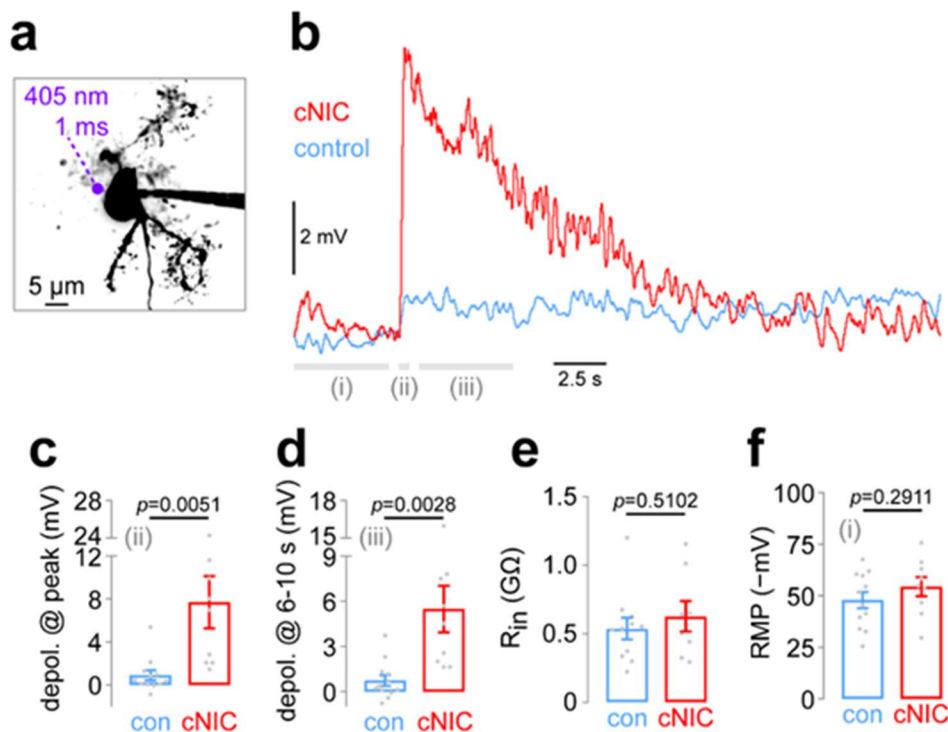 a
405 nm
1 ms
5 µm
b
cNIC
control
2 mV
2.5 s
(i)
(ii)
(iii)
c
depol. @ peak (mV)
28
24
12
8
4
0
p=0.0051
(ii)
con
cNIC
d
depol. @ 6-10 s (mV)
18
15
9
6
3
0
p=0.0028
(iii)
con
cNIC
e
Rin (GΩ)
1.5
1.0
0.5
0
p=0.5102
con
cNIC
f
RMP (−mV)
100
75
50
25
0
p=0.2911
(i)
con
cNIC